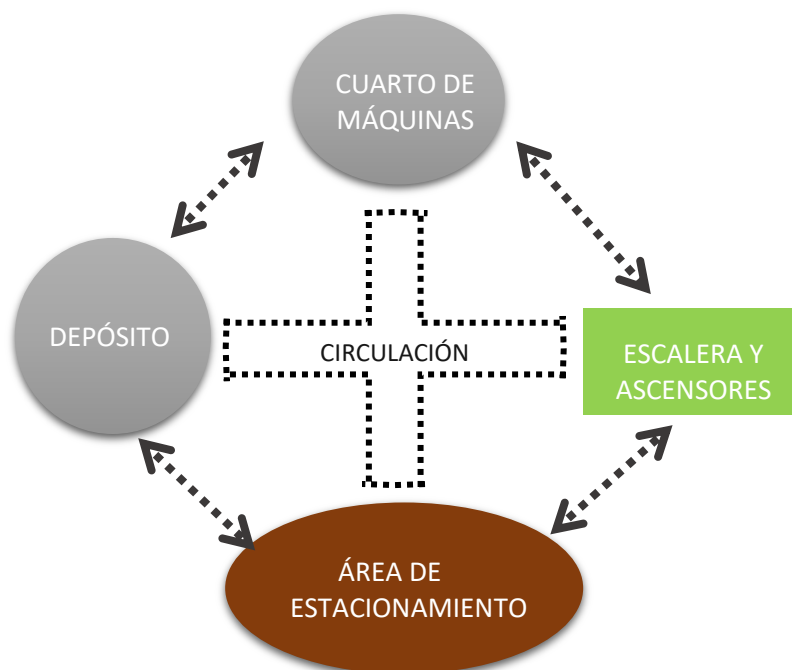 CUARTO DE
MÁQUINAS
DEPÓSITO
CIRCULACIÓN
ESCALERA Y
ASCENSORES
ÁREA DE
ESTACIONAMIENTO